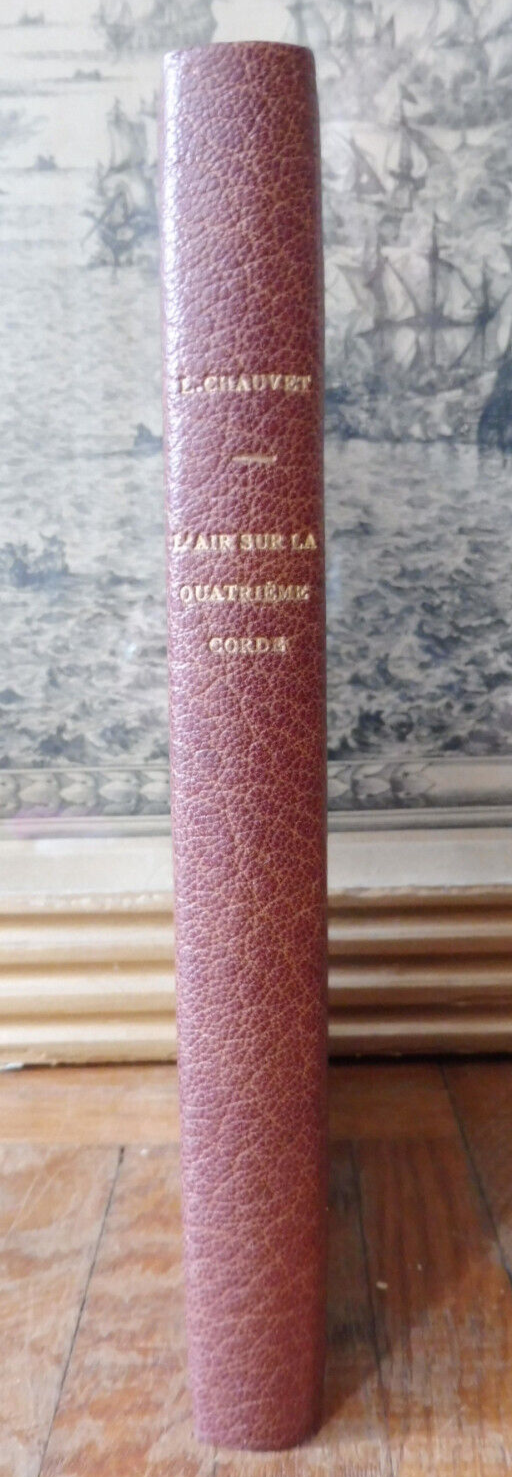 L.CHAUVET
L'AIR SUR LA
QUATRIÈME
CORDE